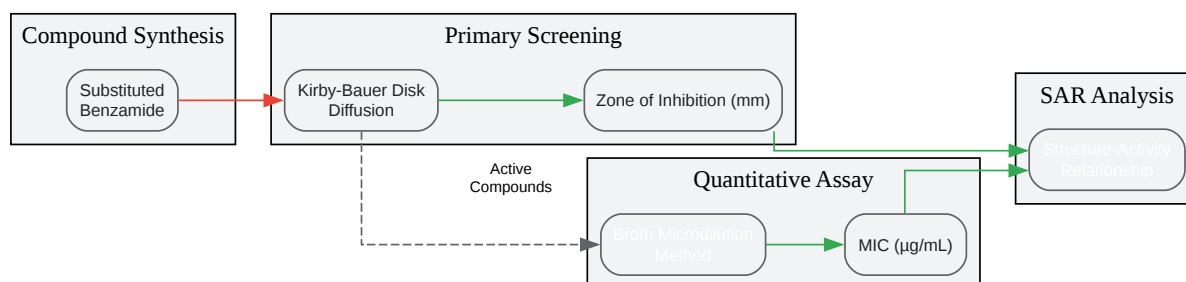 Compound Synthesis
Substituted
Benzamide
Primary Screening
Kirby-Bauer Disk
Diffusion
Zone of Inhibition (mm)
Active
Compounds
Quantitative Assay
Broth Microdilution
Method
MIC (µg/mL)
SAR Analysis
Structure-Activity
Relationship